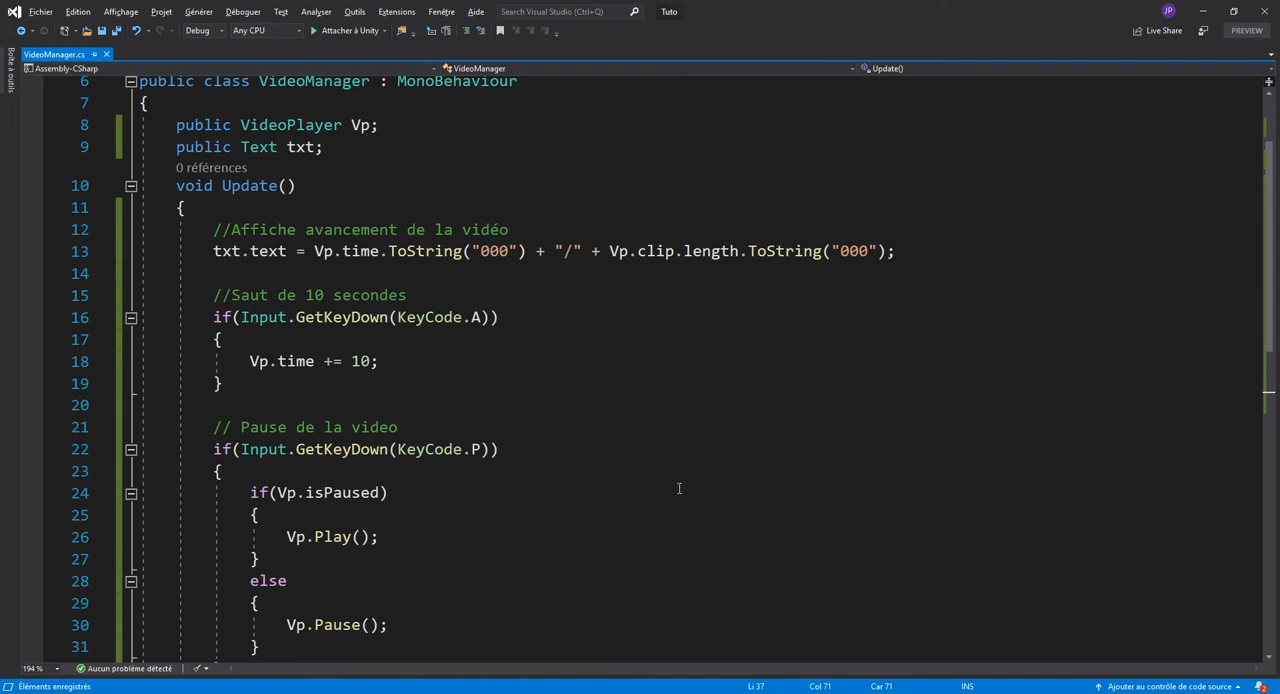 Fichier Edition Affichage Projet Générer Déboguer Test Analyser Outils Extensions Fenêtre Aide Search Visual Studio (Ctrl+Q) Tuto JP
Debug Any CPU Attacher à Unity Live Share PREVIEW
Boîte à outils
VideoManager.cs
Assembly-CSharp VideoManager Update()
6 public class VideoManager : MonoBehaviour
7 {
8 public VideoPlayer Vp;
9 public Text txt;
0 références
10 void Update()
11 {
12 //Affiche avancement de la vidéo
13 txt.text = Vp.time.ToString("000") + "/" + Vp.clip.length.ToString("000");
14
15 //Saut de 10 secondes
16 if(Input.GetKeyDown(KeyCode.A))
17 {
18 Vp.time += 10;
19 }
20
21 // Pause de la video
22 if(Input.GetKeyDown(KeyCode.P))
23 {
24 if(Vp.isPaused)
25 {
26 Vp.Play();
27 }
28 else
29 {
30 Vp.Pause();
31 }
194 % Aucun problème détecté
Éléments enregistrés Li 37 Col 71 Car 71 INS Ajouter au contrôle de code source 2